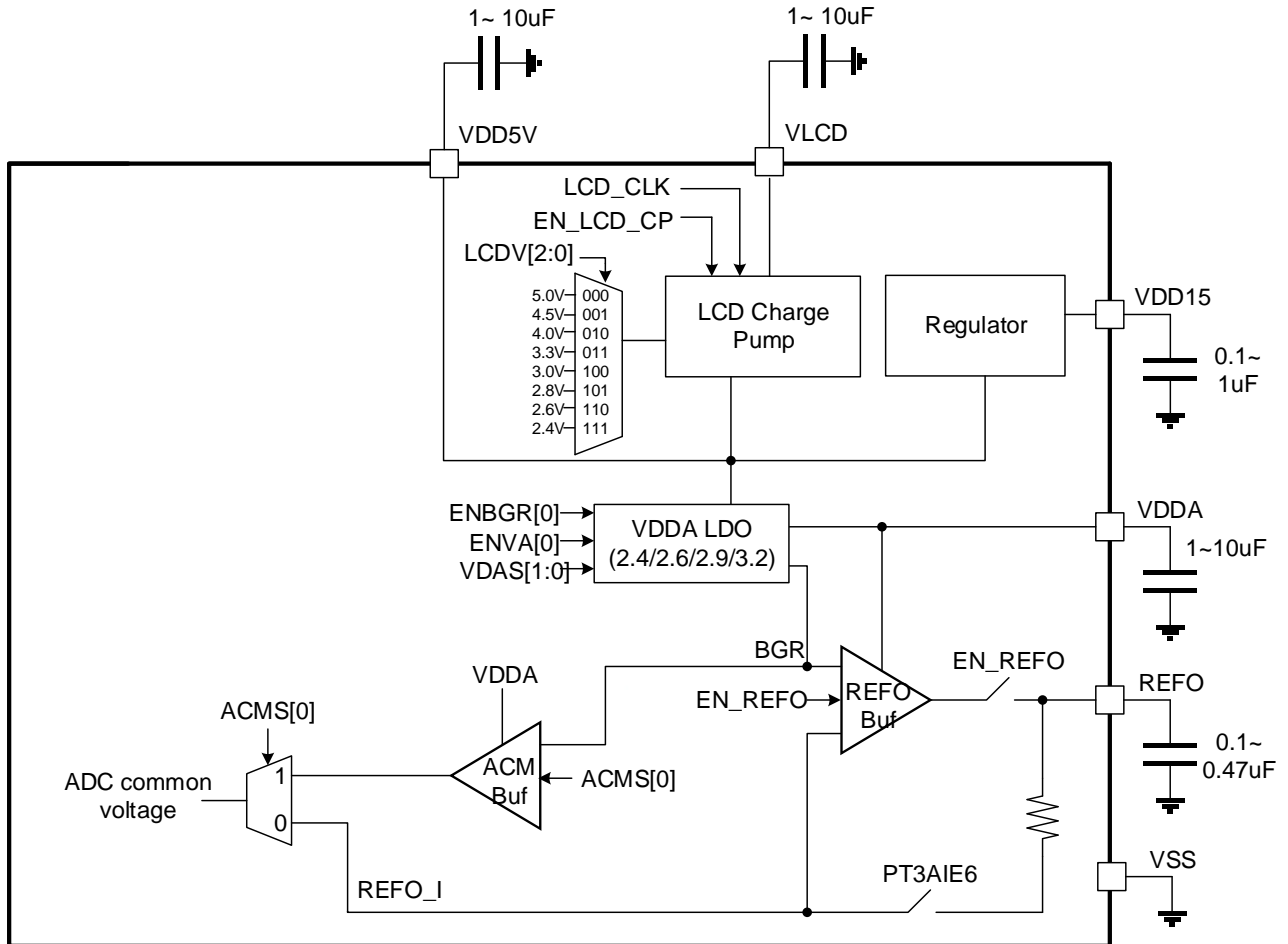 1~ 10uF
1~ 10uF
VDD5V
VLCD
LCD_CLK
EN_LCD_CP
LCDV[2:0]
5.0V 000
4.5V 001
4.0V 010
3.3V 011
3.0V 100
2.8V 101
2.6V 110
2.4V 111
LCD Charge
Pump
Regulator
VDD15
0.1~
1uF
ENBGR[0]
ENVA[0]
VDAS[1:0]
VDDA LDO
(2.4/2.6/2.9/3.2)
VDDA
1~10uF
BGR
EN_REFO
REFO
Buf
EN_REFO
REFO
0.1~
0.47uF
VDDA
ACMS[0]
ACM
Buf
ACMS[0]
1
0
ADC common
voltage
REFO_I
PT3AIE6
VSS